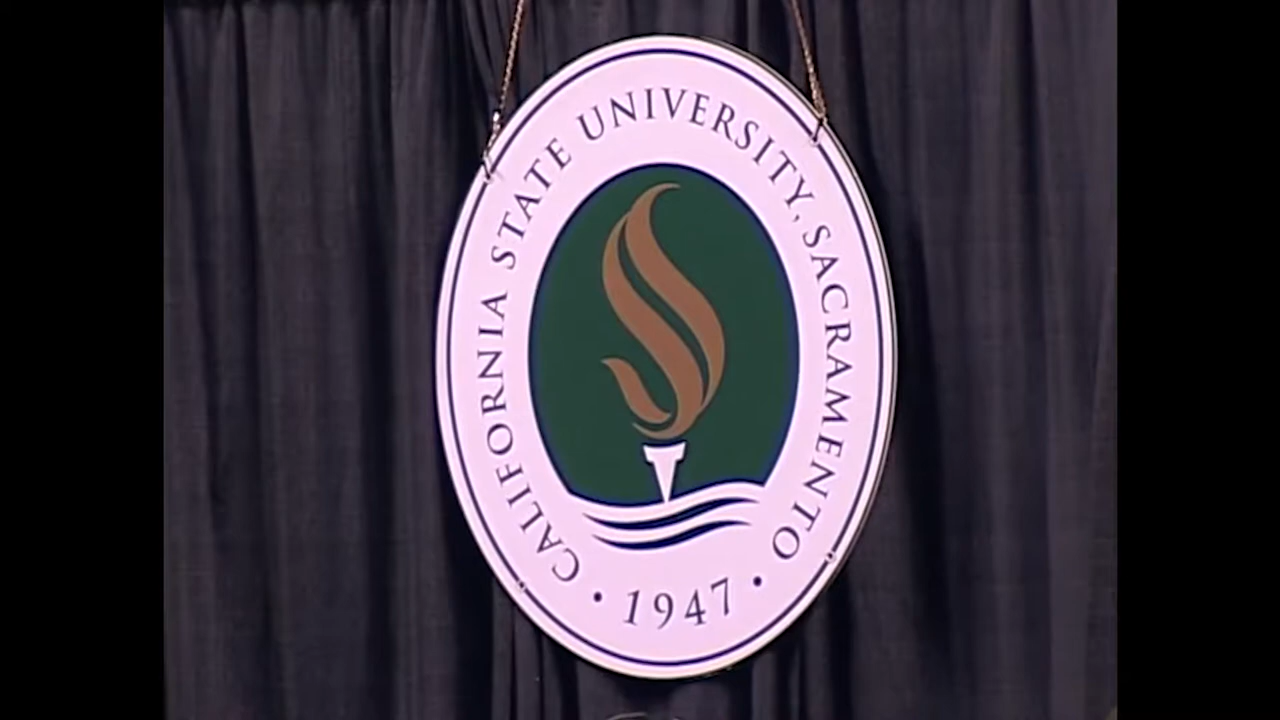 CALIFORNIA STATE UNIVERSITY, SACRAMENTO
• 1947 •